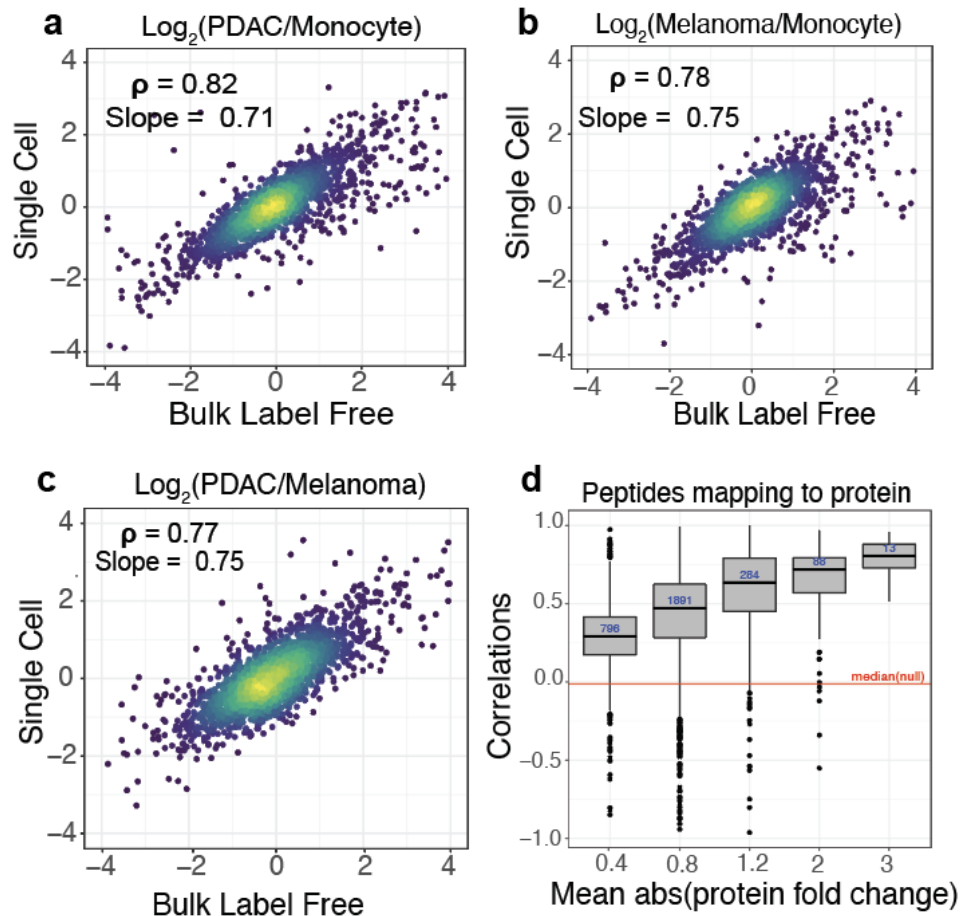 a
Log₂(PDAC/Monocyte)
ρ = 0.82
Slope = 0.71
4
2
0
−2
−4
Single Cell
−4 −2 0 2 4
Bulk Label Free
b
Log₂(Melanoma/Monocyte)
ρ = 0.78
Slope = 0.75
4
2
0
−2
−4
Single Cell
−4 −2 0 2 4
Bulk Label Free
c
Log₂(PDAC/Melanoma)
ρ = 0.77
Slope = 0.75
4
2
0
−2
−4
Single Cell
−4 −2 0 2 4
Bulk Label Free
d
Peptides mapping to protein
1.0
0.5
0.0
−0.5
−1.0
Correlations
796
1891
284
88
13
median(null)
0.4 0.8 1.2 2 3
Mean abs(protein fold change)